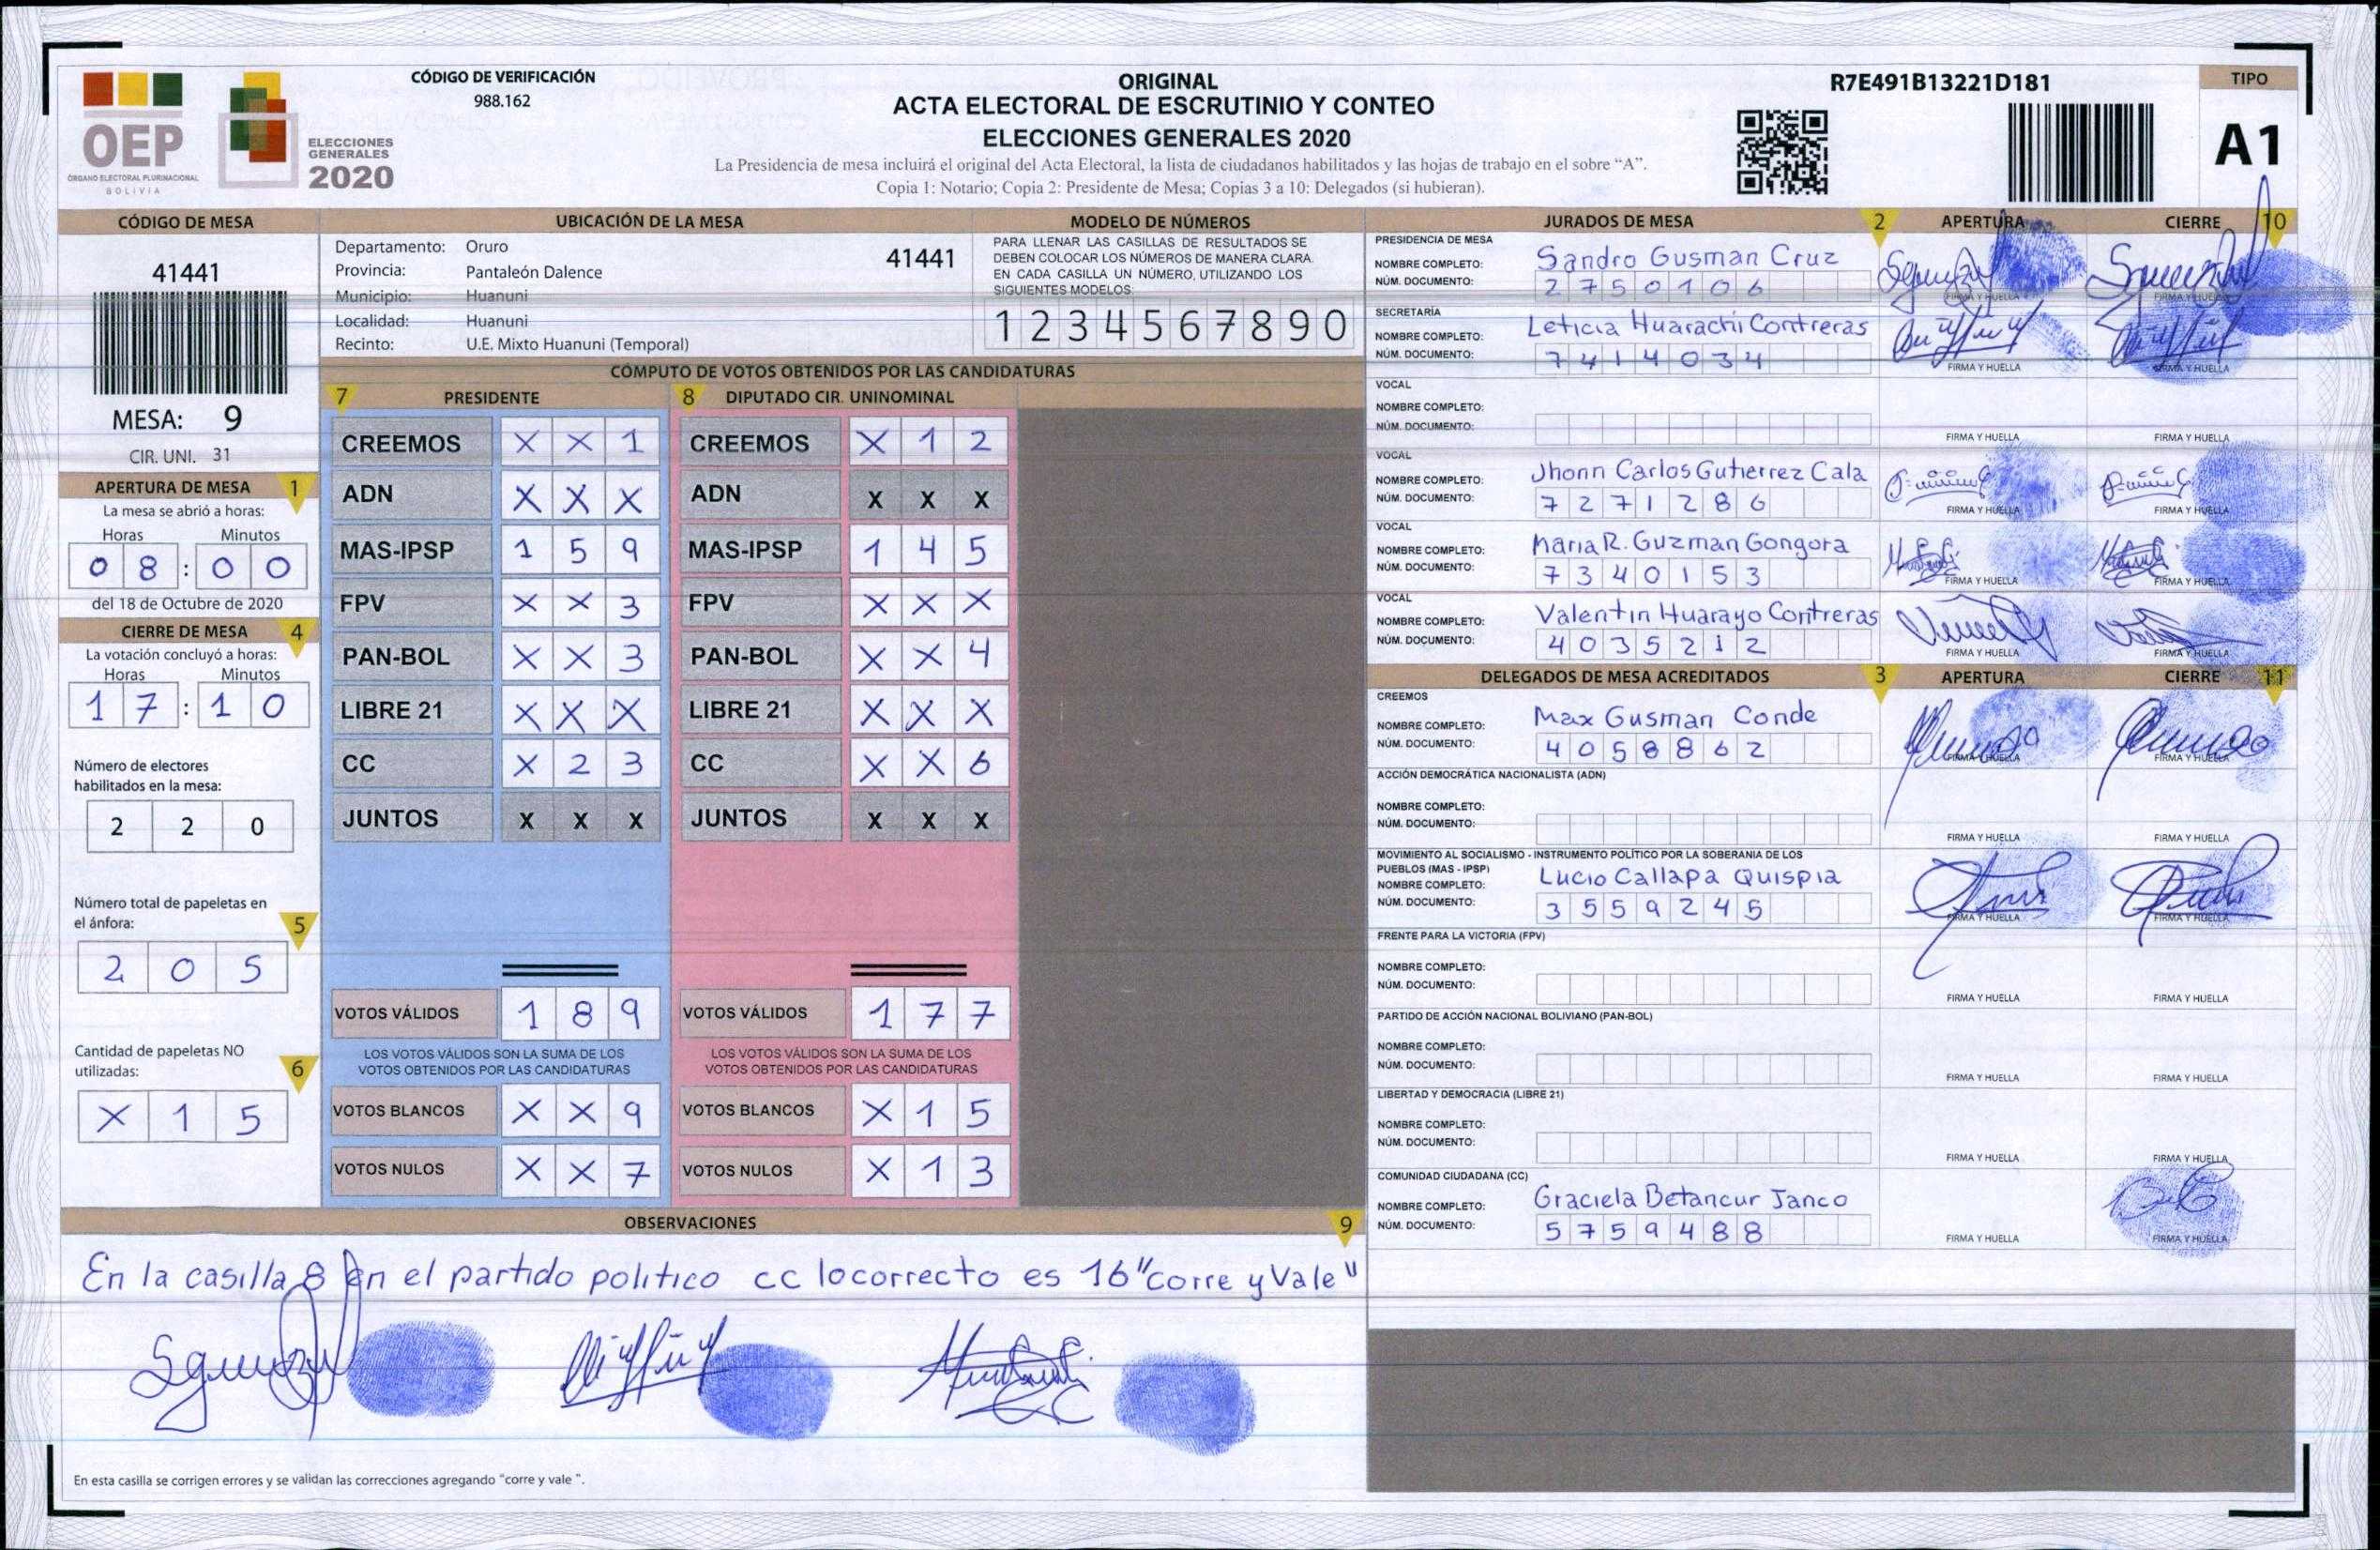 OEP
ÓRGANO ELECTORAL PLURINACIONAL
BOLIVIA
ELECCIONES
GENERALES
2020
CÓDIGO DE VERIFICACIÓN
988.162
ORIGINAL
ACTA ELECTORAL DE ESCRUTINIO Y CONTEO
ELECCIONES GENERALES 2020
La Presidencia de mesa incluirá el original del Acta Electoral, la lista de ciudadanos habilitados y las hojas de trabajo en el sobre “A”.
Copia 1: Notario; Copia 2: Presidente de Mesa; Copias 3 a 10: Delegados (si hubieran).
R7E491B13221D181
TIPO
A1
CÓDIGO DE MESA
41441
MESA: 9
CIR. UNI. 31
APERTURA DE MESA 1
La mesa se abrió a horas:
Horas Minutos
0 8 : 0 0
del 18 de Octubre de 2020
CIERRE DE MESA 4
La votación concluyó a horas:
Horas Minutos
1 7 : 1 0
Número de electores
habilitados en la mesa:
2 2 0
Número total de papeletas en
el ánfora: 5
2 0 5
Cantidad de papeletas NO
utilizadas: 6
X 1 5
UBICACIÓN DE LA MESA
Departamento: Oruro
Provincia: Pantaleón Dalence
Municipio: Huanuni
Localidad: Huanuni
Recinto: U.E. Mixto Huanuni (Temporal)
41441
MODELO DE NÚMEROS
PARA LLENAR LAS CASILLAS DE RESULTADOS SE
DEBEN COLOCAR LOS NÚMEROS DE MANERA CLARA.
EN CADA CASILLA UN NÚMERO, UTILIZANDO LOS
SIGUIENTES MODELOS:
1 2 3 4 5 6 7 8 9 0
CÓMPUTO DE VOTOS OBTENIDOS POR LAS CANDIDATURAS
7 PRESIDENTE
CREEMOS X X 1
ADN X X X
MAS-IPSP 1 5 9
FPV X X 3
PAN-BOL X X 3
LIBRE 21 X X X
CC X 2 3
JUNTOS X X X
VOTOS VÁLIDOS 1 8 9
LOS VOTOS VÁLIDOS SON LA SUMA DE LOS
VOTOS OBTENIDOS POR LAS CANDIDATURAS
VOTOS BLANCOS X X 9
VOTOS NULOS X X 7
8 DIPUTADO CIR. UNINOMINAL
CREEMOS X 1 2
ADN X X X
MAS-IPSP 1 4 5
FPV X X X
PAN-BOL X X 4
LIBRE 21 X X X
CC X X 6
JUNTOS X X X
VOTOS VÁLIDOS 1 7 7
LOS VOTOS VÁLIDOS SON LA SUMA DE LOS
VOTOS OBTENIDOS POR LAS CANDIDATURAS
VOTOS BLANCOS X 1 5
VOTOS NULOS X 1 3
OBSERVACIONES 9
En la casilla 8 en el partido politico cc lo correcto es 16 "Corre y Vale"
En esta casilla se corrigen errores y se validan las correcciones agregando "corre y vale ".
JURADOS DE MESA 2 APERTURA CIERRE 10
PRESIDENCIA DE MESA
NOMBRE COMPLETO: Sandro Gusman Cruz
NÚM. DOCUMENTO: 2 7 5 0 1 0 6
FIRMA Y HUELLA FIRMA Y HUELLA
SECRETARÍA
NOMBRE COMPLETO: Leticia Huarachi Contreras
NÚM. DOCUMENTO: 7 4 1 4 0 3 4
FIRMA Y HUELLA FIRMA Y HUELLA
VOCAL
NOMBRE COMPLETO:
NÚM. DOCUMENTO:
FIRMA Y HUELLA FIRMA Y HUELLA
VOCAL
NOMBRE COMPLETO: Jhonn Carlos Gutierrez Cala
NÚM. DOCUMENTO: 7 2 7 1 2 8 6
FIRMA Y HUELLA FIRMA Y HUELLA
VOCAL
NOMBRE COMPLETO: Maria R. Guzman Gongora
NÚM. DOCUMENTO: 7 3 4 0 1 5 3
FIRMA Y HUELLA FIRMA Y HUELLA
VOCAL
NOMBRE COMPLETO: Valentin Huarayo Contreras
NÚM. DOCUMENTO: 4 0 3 5 2 1 2
FIRMA Y HUELLA FIRMA Y HUELLA
DELEGADOS DE MESA ACREDITADOS 3 APERTURA CIERRE 11
CREEMOS
NOMBRE COMPLETO: Max Gusman Conde
NÚM. DOCUMENTO: 4 0 5 8 8 6 2
FIRMA Y HUELLA FIRMA Y HUELLA
ACCIÓN DEMOCRÁTICA NACIONALISTA (ADN)
NOMBRE COMPLETO:
NÚM. DOCUMENTO:
FIRMA Y HUELLA FIRMA Y HUELLA
MOVIMIENTO AL SOCIALISMO - INSTRUMENTO POLÍTICO POR LA SOBERANIA DE LOS
PUEBLOS (MAS - IPSP)
NOMBRE COMPLETO: Lucio Callapa Quispia
NÚM. DOCUMENTO: 3 5 5 9 2 4 5
FIRMA Y HUELLA FIRMA Y HUELLA
FRENTE PARA LA VICTORIA (FPV)
NOMBRE COMPLETO:
NÚM. DOCUMENTO:
FIRMA Y HUELLA FIRMA Y HUELLA
PARTIDO DE ACCIÓN NACIONAL BOLIVIANO (PAN-BOL)
NOMBRE COMPLETO:
NÚM. DOCUMENTO:
FIRMA Y HUELLA FIRMA Y HUELLA
LIBERTAD Y DEMOCRACIA (LIBRE 21)
NOMBRE COMPLETO:
NÚM. DOCUMENTO:
FIRMA Y HUELLA FIRMA Y HUELLA
COMUNIDAD CIUDADANA (CC)
NOMBRE COMPLETO: Graciela Betancur Janco
NÚM. DOCUMENTO: 5 7 5 9 4 8 8
FIRMA Y HUELLA FIRMA Y HUELLA